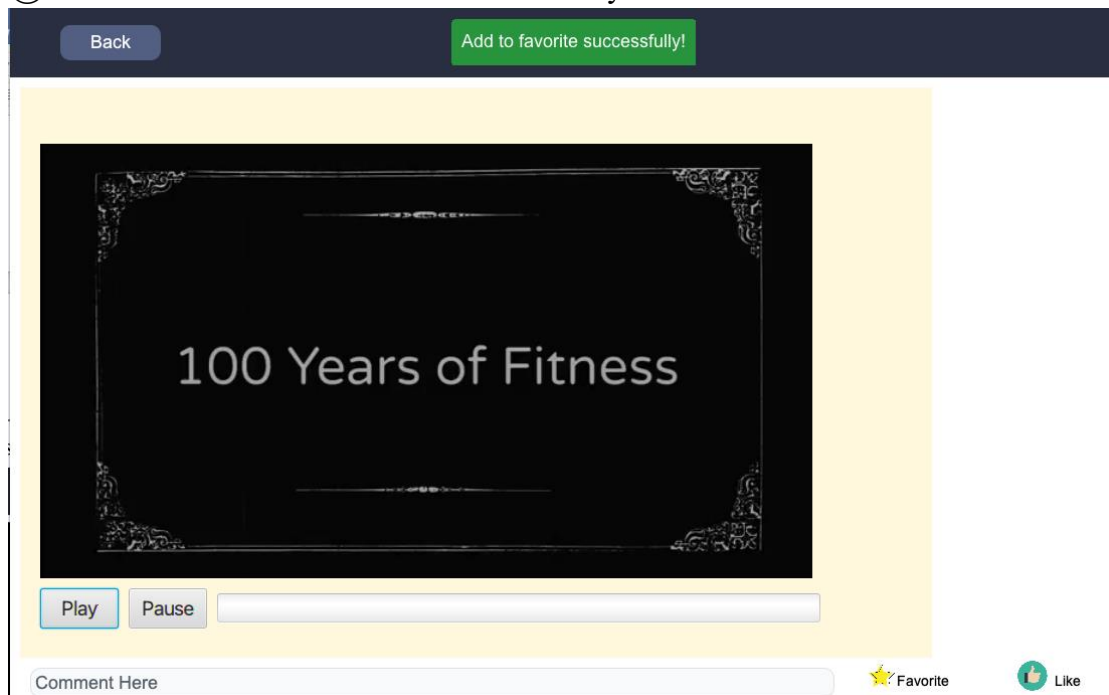 Back
Add to favorite successfully!
100 Years of Fitness
Play
Pause
Comment Here
Favorite
Like